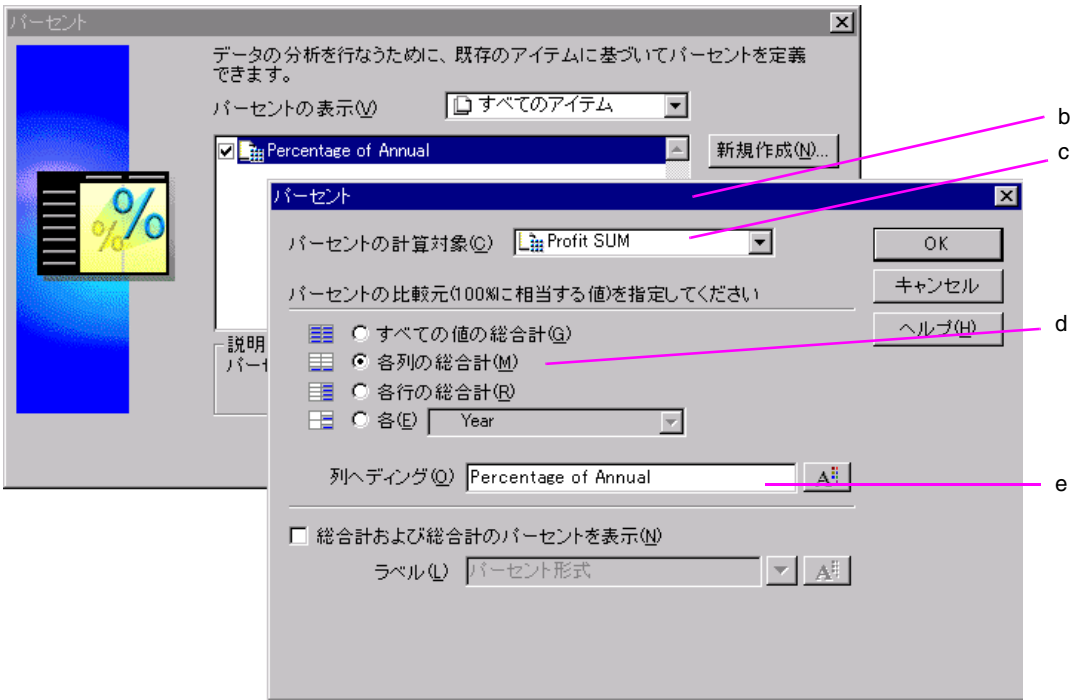 パーセント
データの分析を行なうために、既存のアイテムに基づいてパーセントを定義
できます。
パーセントの表示(V) すべてのアイテム
Percentage of Annual 新規作成(N)...
説明
パーセ
パーセント
パーセントの計算対象(C) Profit SUM OK
キャンセル
パーセントの比較元(100%に相当する値)を指定してください
ヘルプ(H)
すべての値の総合計(G)
各列の総合計(M)
各行の総合計(R)
各(E) Year
列ヘディング(O) Percentage of Annual A
総合計および総合計のパーセントを表示(N)
ラベル(L) パーセント形式 A
%
%
b
c
d
e